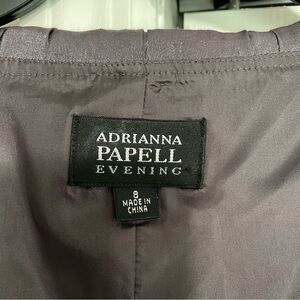 ADRIANNA
PAPELL
EVENING
8
MADE IN
CHINA